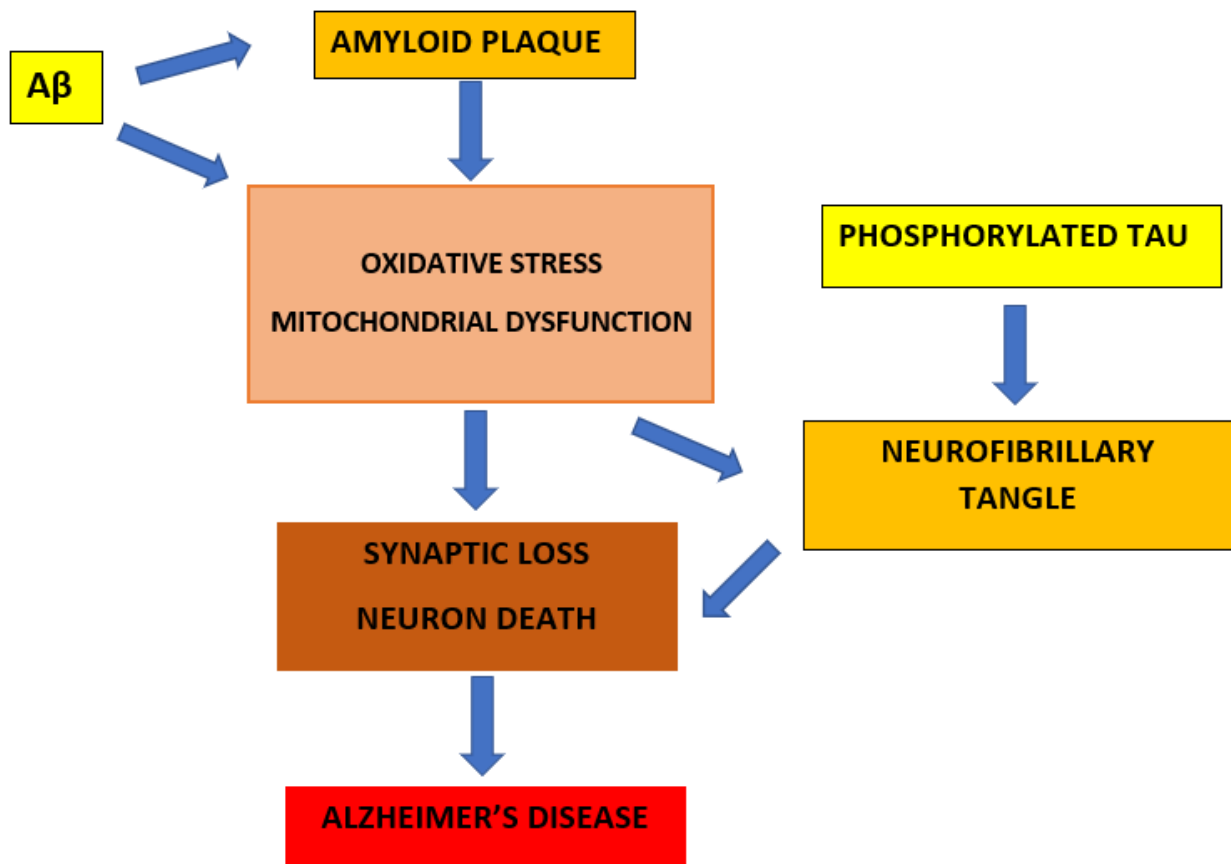 AMYLOID PLAQUE
Aβ
OXIDATIVE STRESS
MITOCHONDRIAL DYSFUNCTION
PHOSPHORYLATED TAU
NEUROFIBRILLARY
TANGLE
SYNAPTIC LOSS
NEURON DEATH
ALZHEIMER’S DISEASE